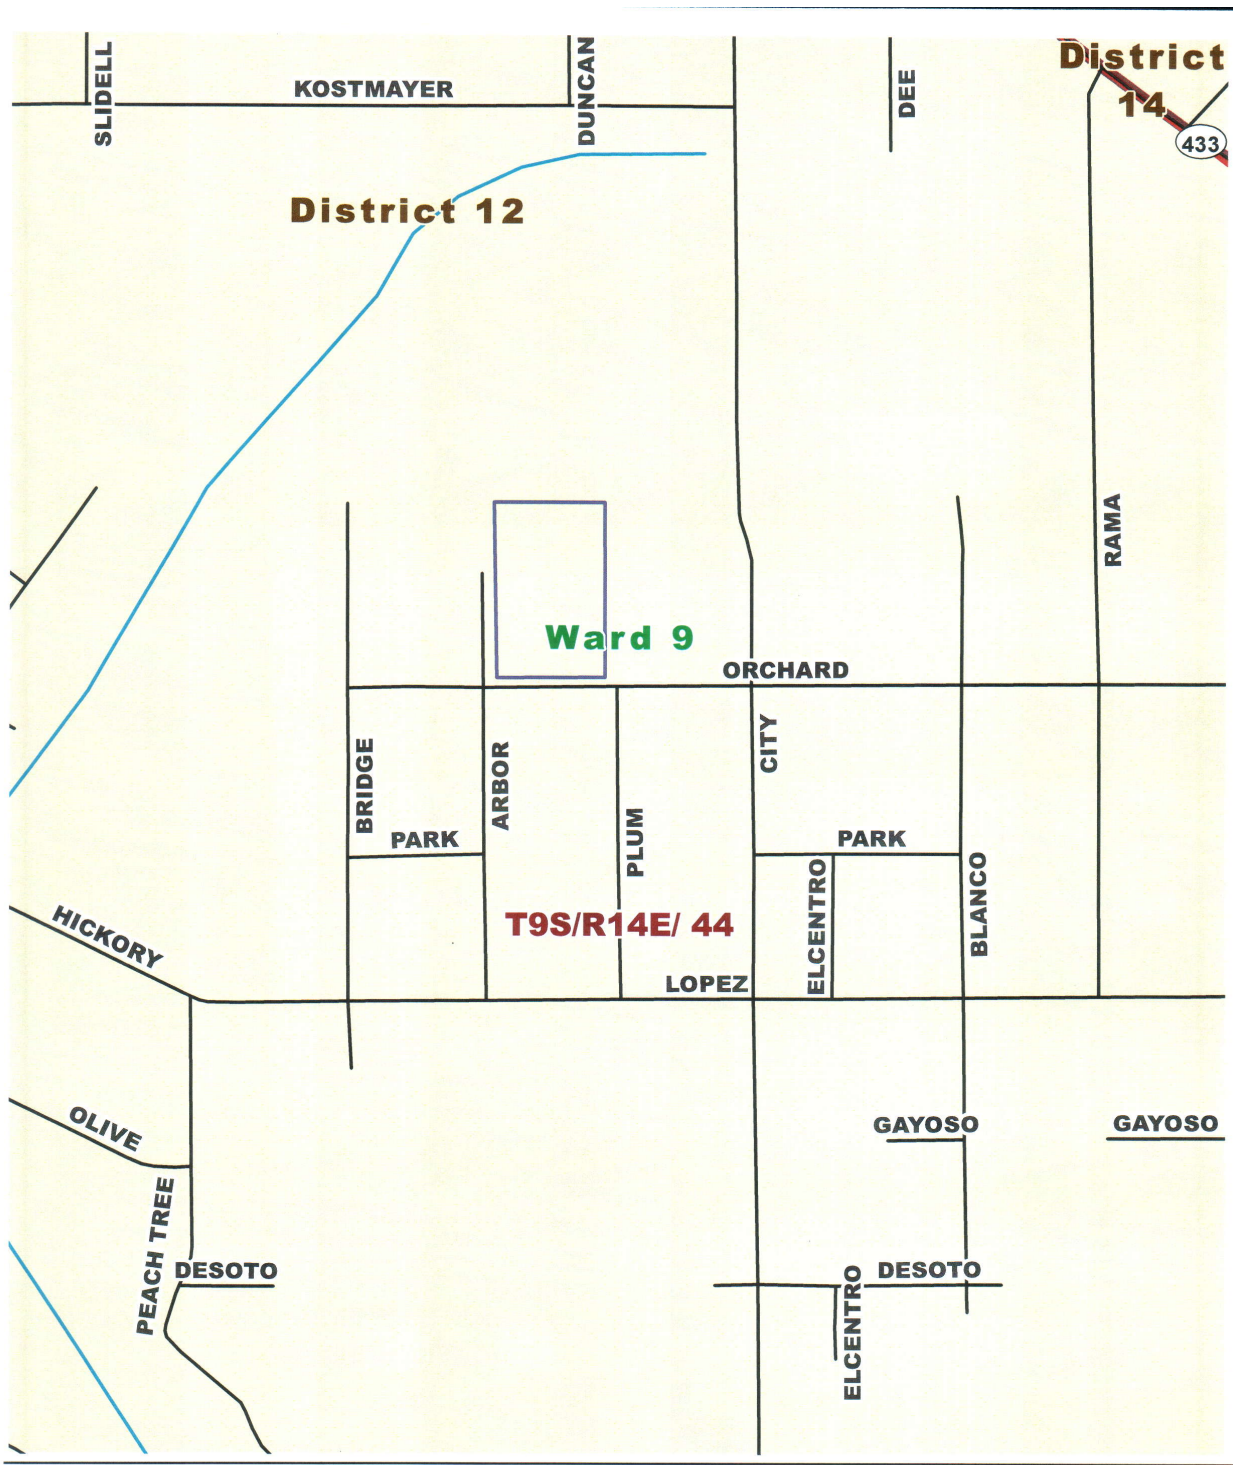 SLIDELL
KOSTMAYER
DUNCAN
DEE
District
14
433
District 12
RAMA
Ward 9
ORCHARD
CITY
BRIDGE
ARBOR
PLUM
PARK
PARK
ELCENTRO
BLANCO
T9S/R14E/ 44
HICKORY
LOPEZ
OLIVE
GAYOSO
GAYOSO
PEACH TREE
DESOTO
DESOTO
ELCENTRO